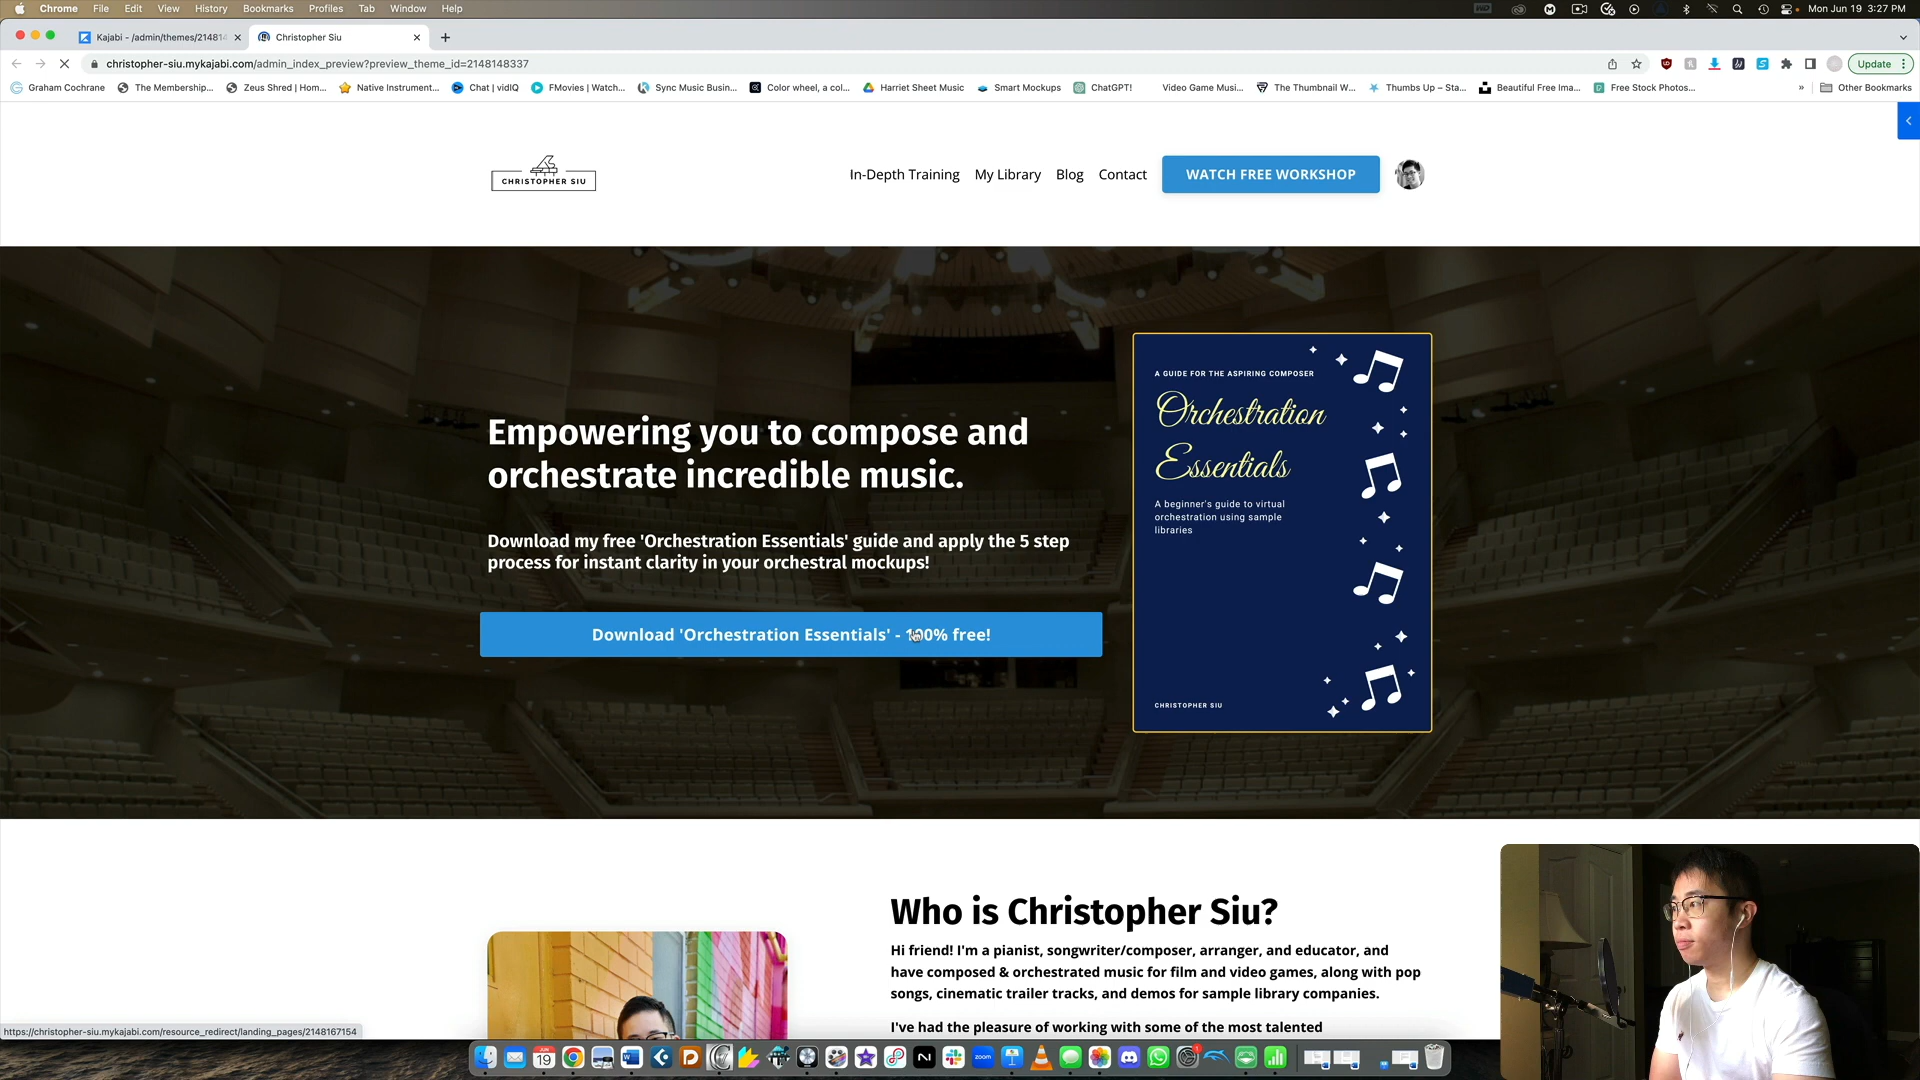 Chrome File Edit View History Bookmarks Profiles Tab Window Help
Mon Jun 19 3:27 PM
Kajabi - /admin/themes/21481
Christopher Siu
christopher-siu.mykajabi.com/admin_index_preview?preview_theme_id=2148148337
Update
Graham Cochrane
The Membership...
Zeus Shred | Hom...
Native Instrument...
Chat | vidIQ
FMovies | Watch...
Sync Music Busin...
Color wheel, a col...
Harriet Sheet Music
Smart Mockups
ChatGPT!
Video Game Musi...
The Thumbnail W...
Thumbs Up – Sta...
Beautiful Free Ima...
Free Stock Photos...
Other Bookmarks
CHRISTOPHER SIU
In-Depth Training
My Library
Blog
Contact
WATCH FREE WORKSHOP
Empowering you to compose and
orchestrate incredible music.
Download my free 'Orchestration Essentials' guide and apply the 5 step
process for instant clarity in your orchestral mockups!
Download 'Orchestration Essentials' - 100% free!
A GUIDE FOR THE ASPIRING COMPOSER
Orchestration
Essentials
A beginner's guide to virtual
orchestration using sample
libraries
CHRISTOPHER SIU
Who is Christopher Siu?
Hi friend! I'm a pianist, songwriter/composer, arranger, and educator, and
have composed & orchestrated music for film and video games, along with pop
songs, cinematic trailer tracks, and demos for sample library companies.
I've had the pleasure of working with some of the most talented
https://christopher-siu.mykajabi.com/resource_redirect/landing_pages/2148167154
JUN
19
zoom
1